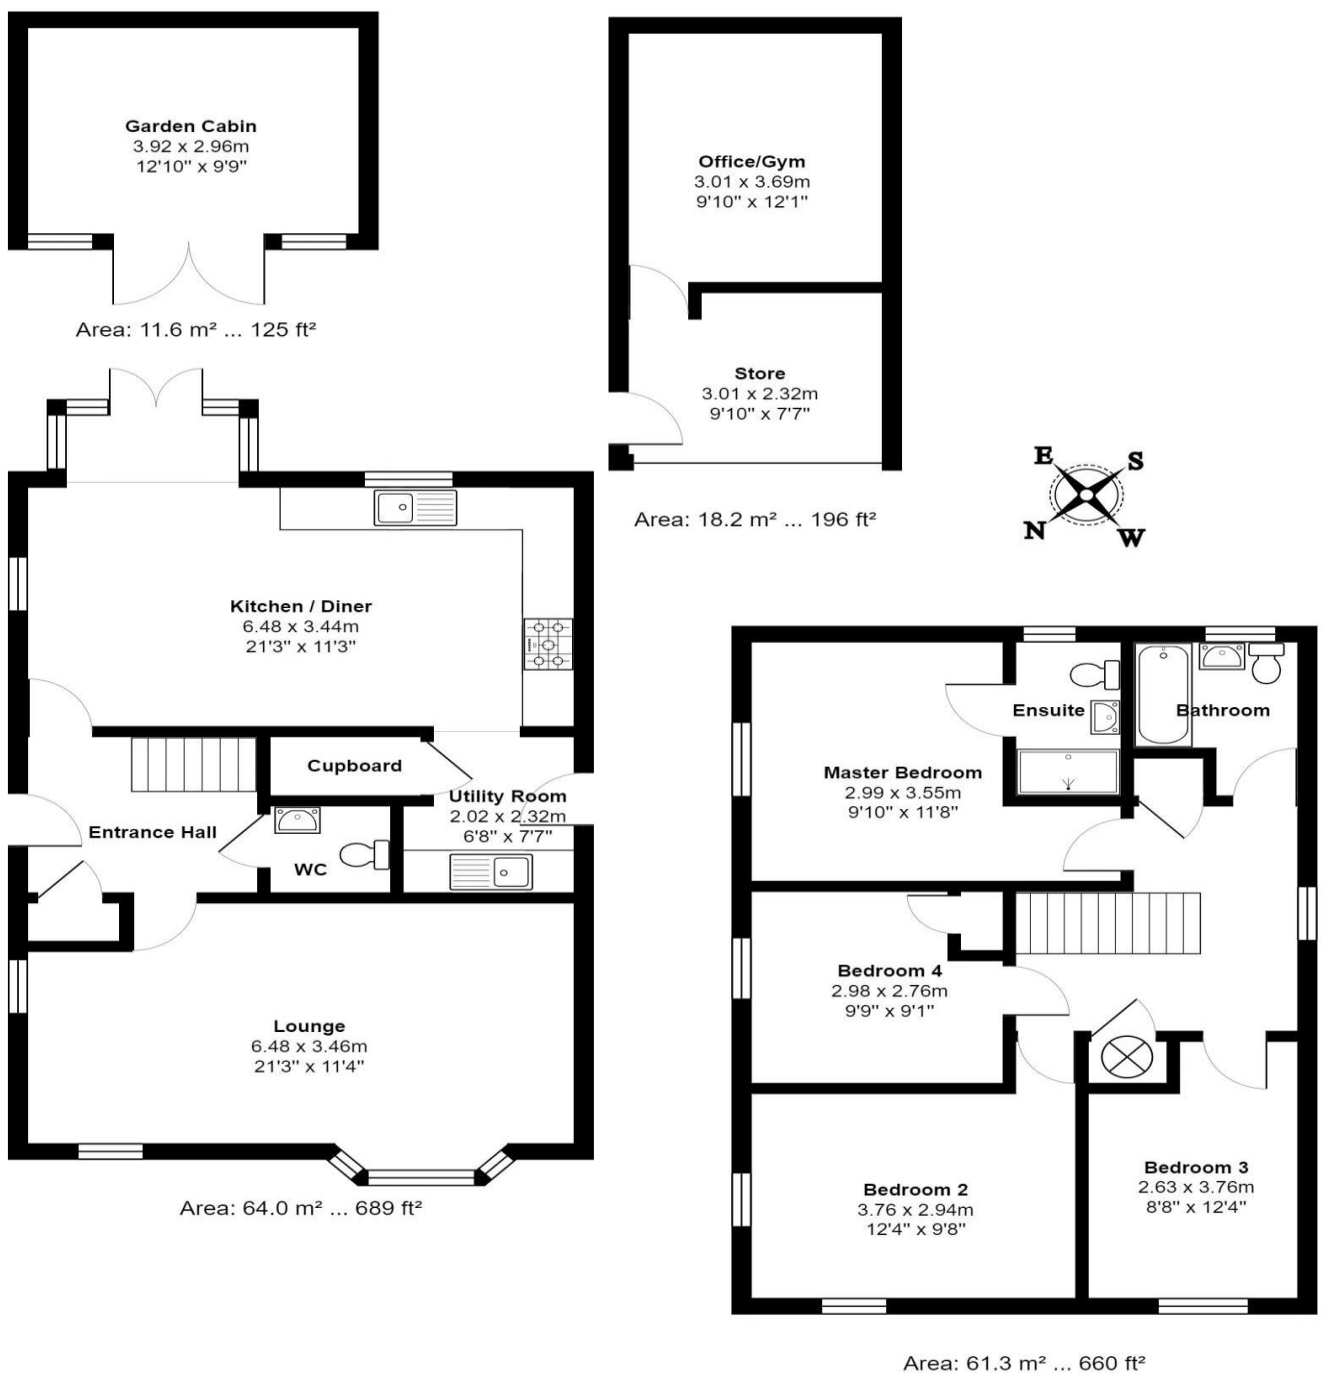 Garden Cabin
3.92 x 2.96m
12'10" x 9'9"
Area: 11.6 m² ... 125 ft²
Office/Gym
3.01 x 3.69m
9'10" x 12'1"
Store
3.01 x 2.32m
9'10" x 7'7"
Area: 18.2 m² ... 196 ft²
E
S
N
W
Kitchen / Diner
6.48 x 3.44m
21'3" x 11'3"
Cupboard
Utility Room
2.02 x 2.32m
6'8" x 7'7"
Entrance Hall
WC
Lounge
6.48 x 3.46m
21'3" x 11'4"
Area: 64.0 m² ... 689 ft²
Ensuite
Bathroom
Master Bedroom
2.99 x 3.55m
9'10" x 11'8"
Bedroom 4
2.98 x 2.76m
9'9" x 9'1"
Bedroom 2
3.76 x 2.94m
12'4" x 9'8"
Bedroom 3
2.63 x 3.76m
8'8" x 12'4"
Area: 61.3 m² ... 660 ft²